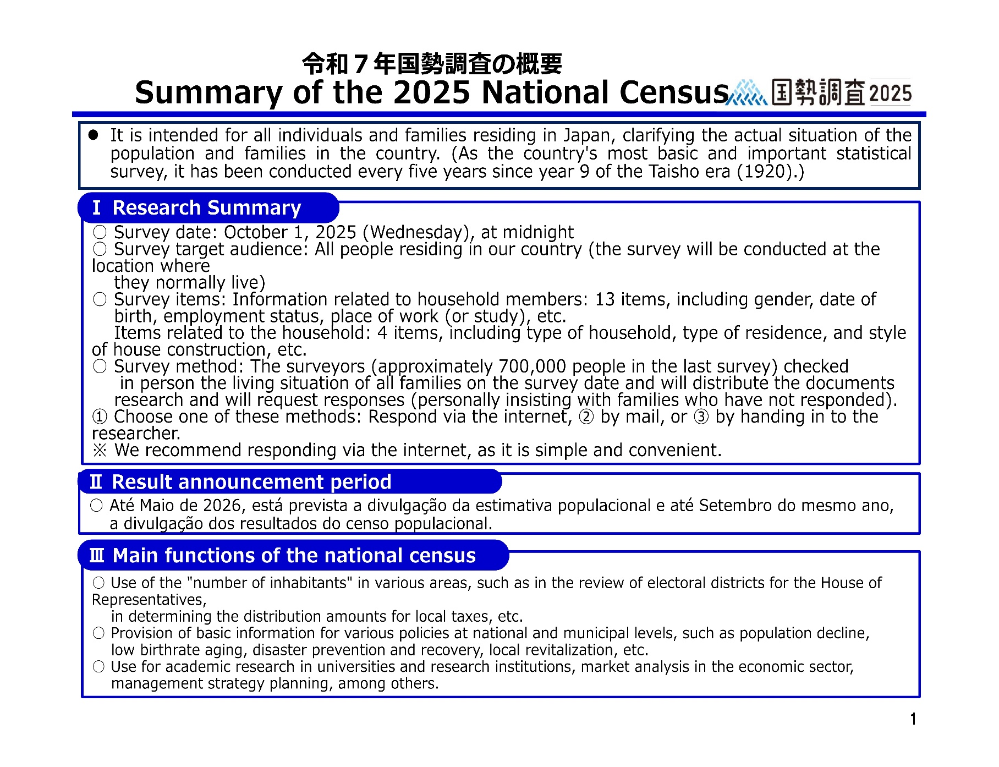 令和７年国勢調査の概要
Summary of the 2025 National Census
国勢調査2025
● It is intended for all individuals and families residing in Japan, clarifying the actual situation of the
population and families in the country. (As the country's most basic and important statistical
survey, it has been conducted every five years since year 9 of the Taisho era (1920).)
Ⅰ Research Summary
○ Survey date: October 1, 2025 (Wednesday), at midnight
○ Survey target audience: All people residing in our country (the survey will be conducted at the
location where
they normally live)
○ Survey items: Information related to household members: 13 items, including gender, date of
birth, employment status, place of work (or study), etc.
Items related to the household: 4 items, including type of household, type of residence, and style
of house construction, etc.
○ Survey method: The surveyors (approximately 700,000 people in the last survey) checked
in person the living situation of all families on the survey date and will distribute the documents
research and will request responses (personally insisting with families who have not responded).
① Choose one of these methods: Respond via the internet, ② by mail, or ③ by handing in to the
researcher.
※ We recommend responding via the internet, as it is simple and convenient.
Ⅱ Result announcement period
○ Até Maio de 2026, está prevista a divulgação da estimativa populacional e até Setembro do mesmo ano,
a divulgação dos resultados do censo populacional.
Ⅲ Main functions of the national census
○ Use of the "number of inhabitants" in various areas, such as in the review of electoral districts for the House of
Representatives,
in determining the distribution amounts for local taxes, etc.
○ Provision of basic information for various policies at national and municipal levels, such as population decline,
low birthrate aging, disaster prevention and recovery, local revitalization, etc.
○ Use for academic research in universities and research institutions, market analysis in the economic sector,
management strategy planning, among others.
1